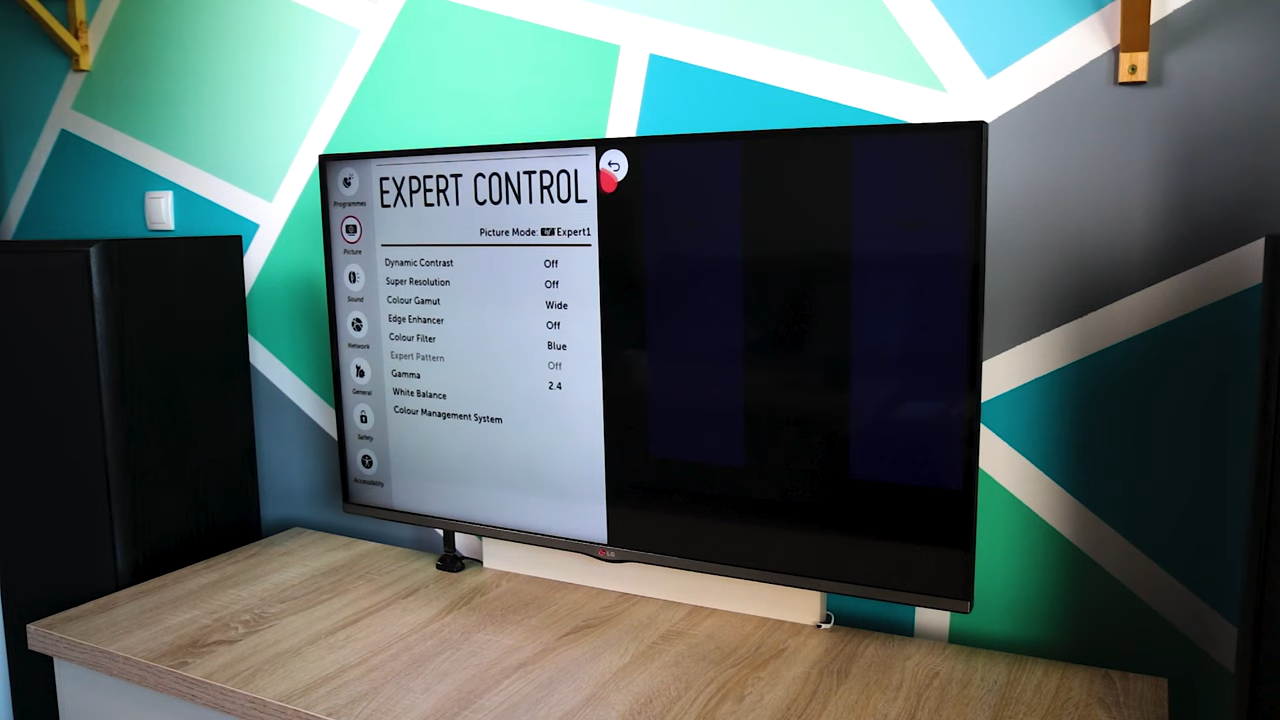 EXPERT CONTROL
Picture Mode: Expert1
Dynamic Contrast Off
Super Resolution Off
Colour Gamut Wide
Edge Enhancer Off
Colour Filter Blue
Expert Pattern Off
Gamma 2.4
White Balance
Colour Management System
Programmes
Picture
Sound
Network
General
Safety
Accessibility
LG